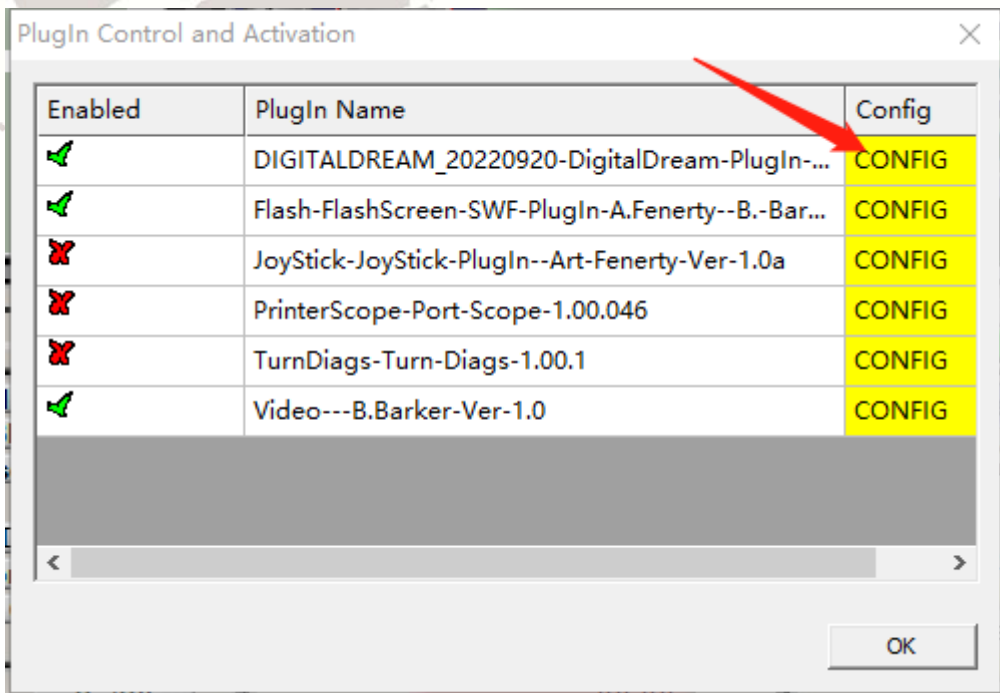 PlugIn Control and Activation
Enabled PlugIn Name Config
DIGITALDREAM_20220920-DigitalDream-PlugIn-... CONFIG
Flash-FlashScreen-SWF-PlugIn-A.Fenerty--B.-Bar... CONFIG
JoyStick-JoyStick-PlugIn--Art-Fenerty-Ver-1.0a CONFIG
PrinterScope-Port-Scope-1.00.046 CONFIG
TurnDiags-Turn-Diags-1.00.1 CONFIG
Video---B.Barker-Ver-1.0 CONFIG
OK